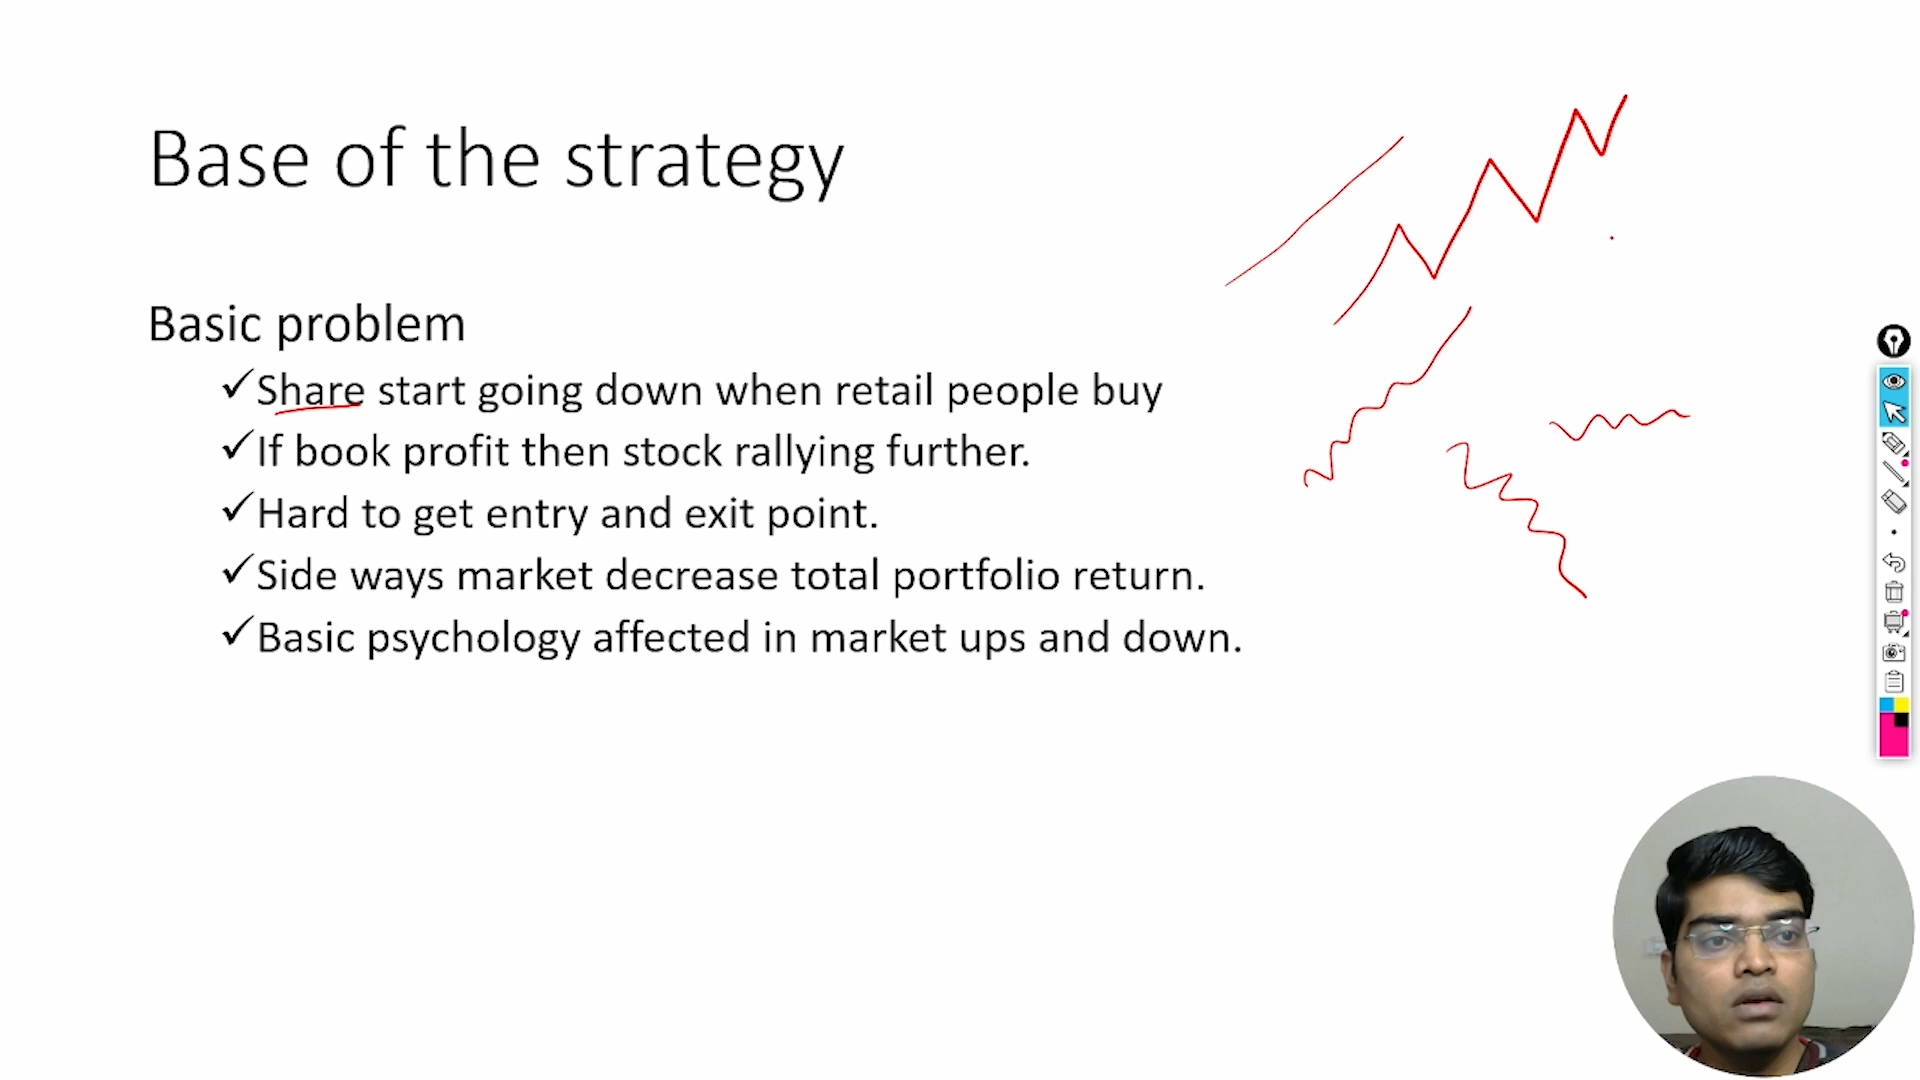 Base of the strategy
Basic problem
✓Share start going down when retail people buy
✓If book profit then stock rallying further.
✓Hard to get entry and exit point.
✓Side ways market decrease total portfolio return.
✓Basic psychology affected in market ups and down.